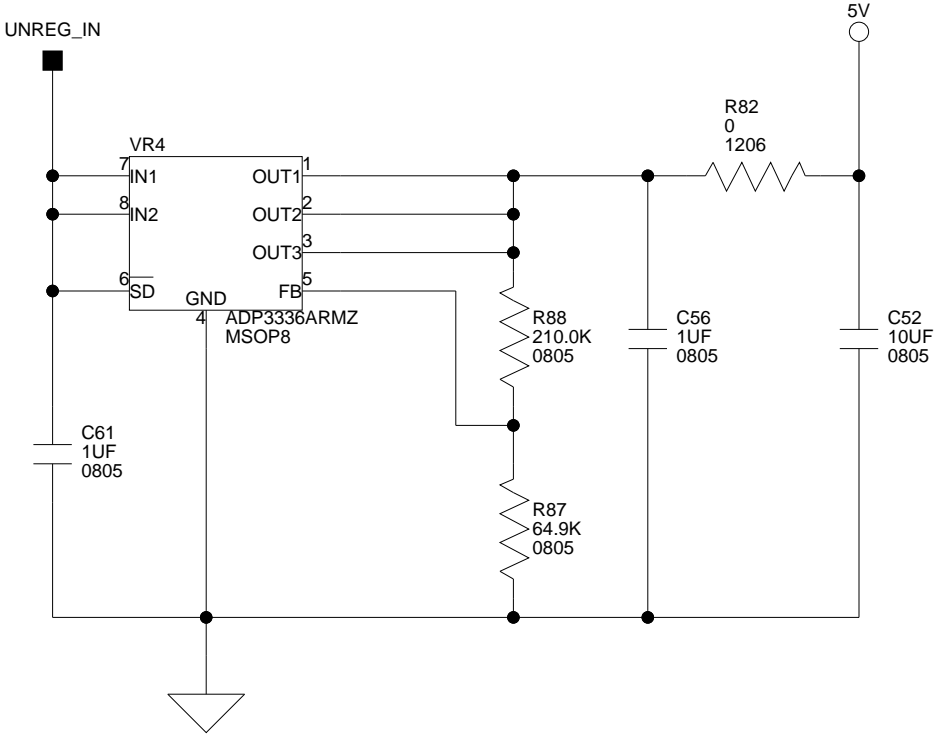 5V
UNREG_IN
R82
0
1206
VR4
7
IN1
OUT1
1
8
IN2
OUT2
2
OUT3
3
6
SD
FB
5
GND
4
ADP3336ARMZ
MSOP8
R88
210.0K
0805
C56
1UF
0805
C52
10UF
0805
C61
1UF
0805
R87
64.9K
0805